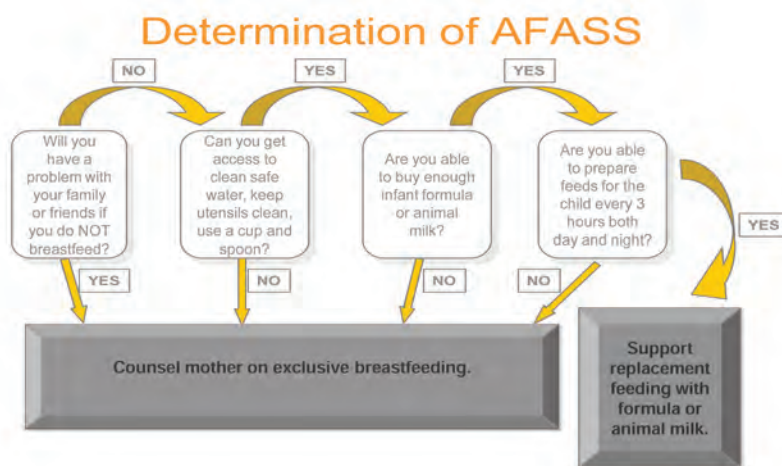 Determination of AFASS
NO
YES
YES
Will you
have a
problem with
your family
or friends if
you do NOT
breastfeed?
Can you get
access to
clean safe
water, keep
utensils clean,
use a cup and
spoon?
Are you able
to buy enough
infant formula
or animal
milk?
Are you able
to prepare
feeds for the
child every 3
hours both
day and night?
YES
YES
NO
NO
NO
Counsel mother on exclusive breastfeeding.
Support
replacement
feeding with
formula or
animal milk.